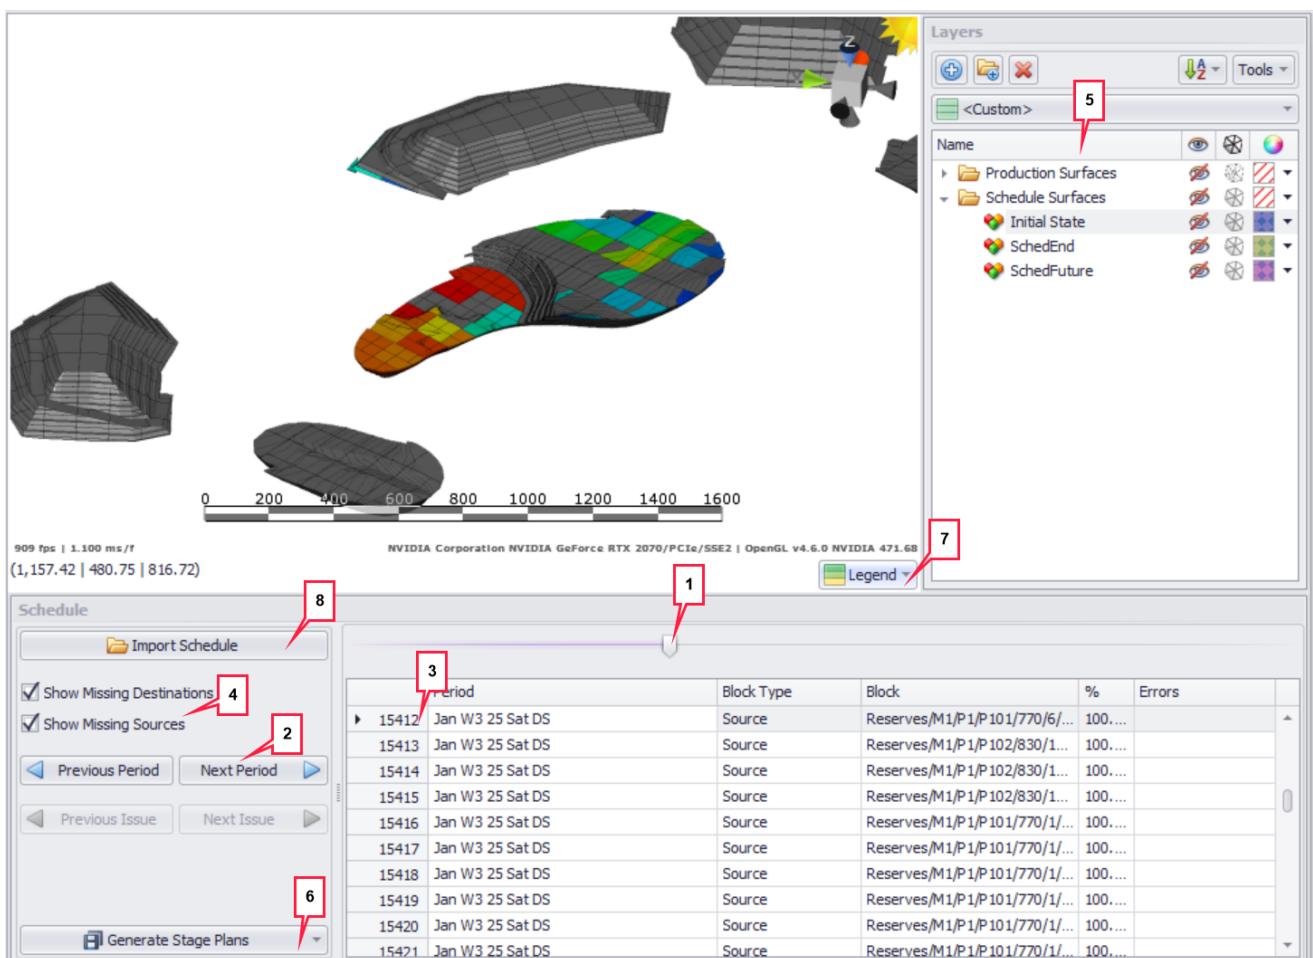 Layers
Tools
<Custom>
5
Name
Production Surfaces
Schedule Surfaces
Initial State
SchedEnd
SchedFuture
Z
0 200 400 600 800 1000 1200 1400 1600
909 fps | 1.100 ms/f
NVIDIA Corporation NVIDIA GeForce RTX 2070/PCIe/SSE2 | OpenGL v4.6.0 NVIDIA 471.68
(1,157.42 | 480.75 | 816.72)
Legend
7
Schedule
8
1
Import Schedule
Show Missing Destinations
4
Show Missing Sources
2
Previous Period
Next Period
Previous Issue
Next Issue
6
Generate Stage Plans
3
Period Block Type Block % Errors
15412 Jan W3 25 Sat DS Source Reserves/M1/P1/P101/770/6/... 100....
15413 Jan W3 25 Sat DS Source Reserves/M1/P1/P102/830/1... 100....
15414 Jan W3 25 Sat DS Source Reserves/M1/P1/P102/830/1... 100....
15415 Jan W3 25 Sat DS Source Reserves/M1/P1/P102/830/1... 100....
15416 Jan W3 25 Sat DS Source Reserves/M1/P1/P101/770/1/... 100....
15417 Jan W3 25 Sat DS Source Reserves/M1/P1/P101/770/1/... 100....
15418 Jan W3 25 Sat DS Source Reserves/M1/P1/P101/770/1/... 100....
15419 Jan W3 25 Sat DS Source Reserves/M1/P1/P101/770/1/... 100....
15420 Jan W3 25 Sat DS Source Reserves/M1/P1/P101/770/1/... 100....
15421 Jan W3 25 Sat DS Source Reserves/M1/P1/P101/770/1/... 100....